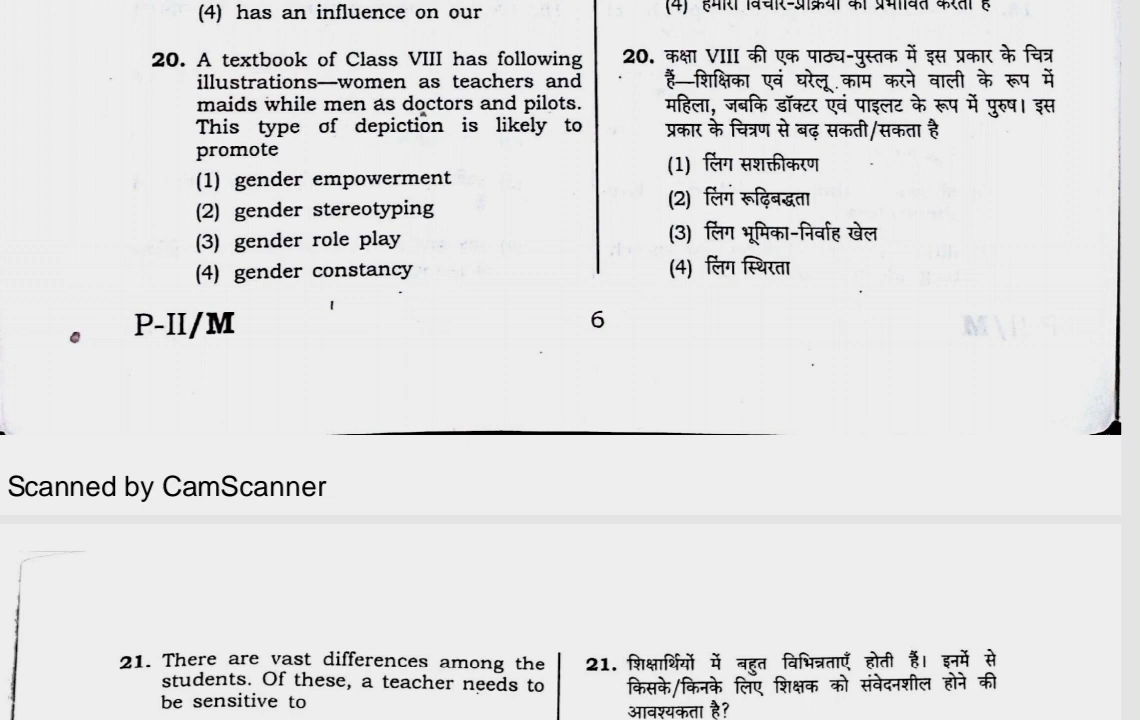 (4) has an influence on our
20. A textbook of Class VIII has following
illustrations—women as teachers and
maids while men as doctors and pilots.
This type of depiction is likely to
promote
(1) gender empowerment
(2) gender stereotyping
(3) gender role play
(4) gender constancy
(4) हमारी विचार-प्रक्रिया को प्रभावित करता है
20. कक्षा VIII की एक पाठ्य-पुस्तक में इस प्रकार के चित्र
हैं—शिक्षिका एवं घरेलू काम करने वाली के रूप में
महिला, जबकि डॉक्टर एवं पाइलट के रूप में पुरुष। इस
प्रकार के चित्रण से बढ़ सकती/सकता है
(1) लिंग सशक्तीकरण
(2) लिंग रूढ़िबद्धता
(3) लिंग भूमिका-निर्वाह खेल
(4) लिंग स्थिरता
P-II/M
6
Scanned by CamScanner
21. There are vast differences among the
students. Of these, a teacher needs to
be sensitive to
21. शिक्षार्थियों में बहुत विभिन्नताएँ होती हैं। इनमें से
किसके/किनके लिए शिक्षक को संवेदनशील होने की
आवश्यकता है?